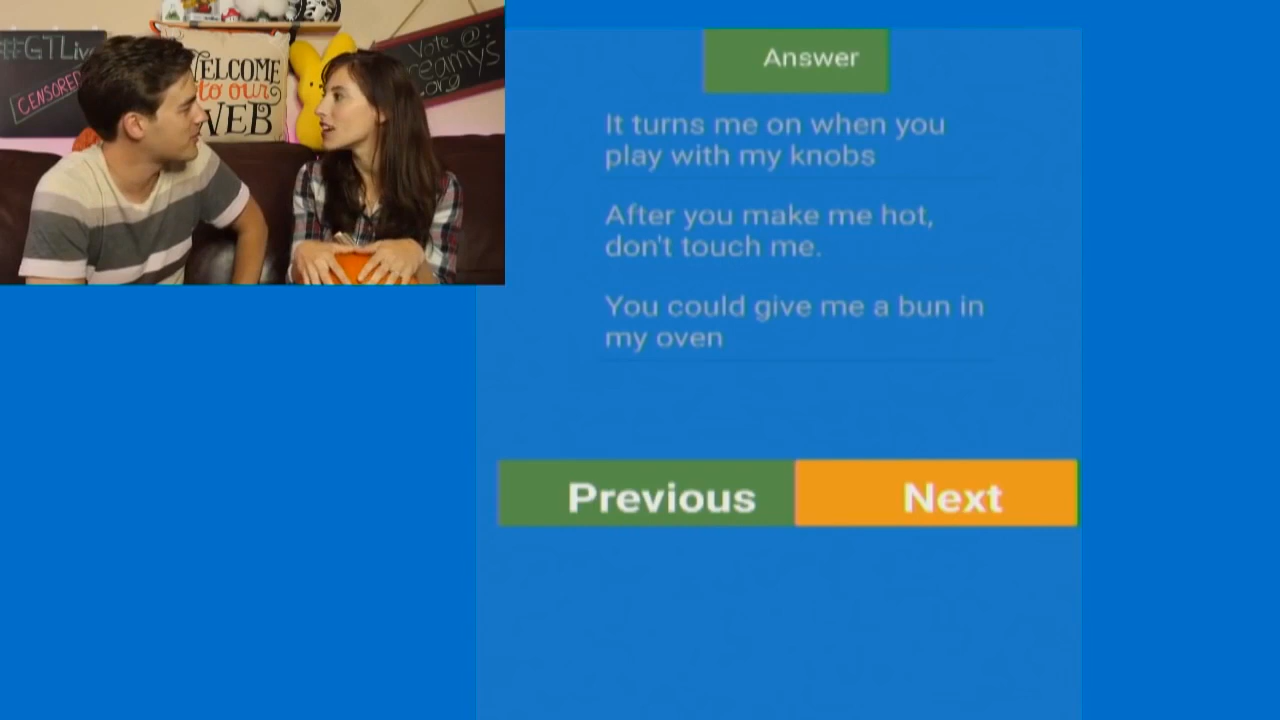 #GTLive
CENSORED
WELCOME
to our
WEB
Vote @:
.org
Answer
It turns me on when you
play with my knobs
After you make me hot,
don't touch me.
You could give me a bun in
my oven
Previous
Next